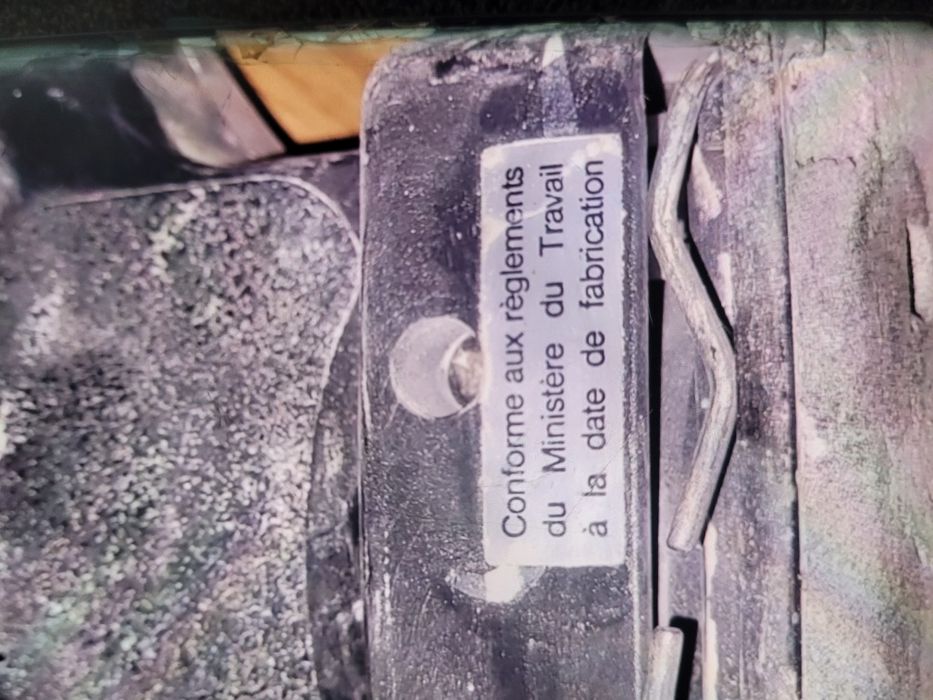 Conforme aux règlements
du Ministère du Travail
à la date de fabrication